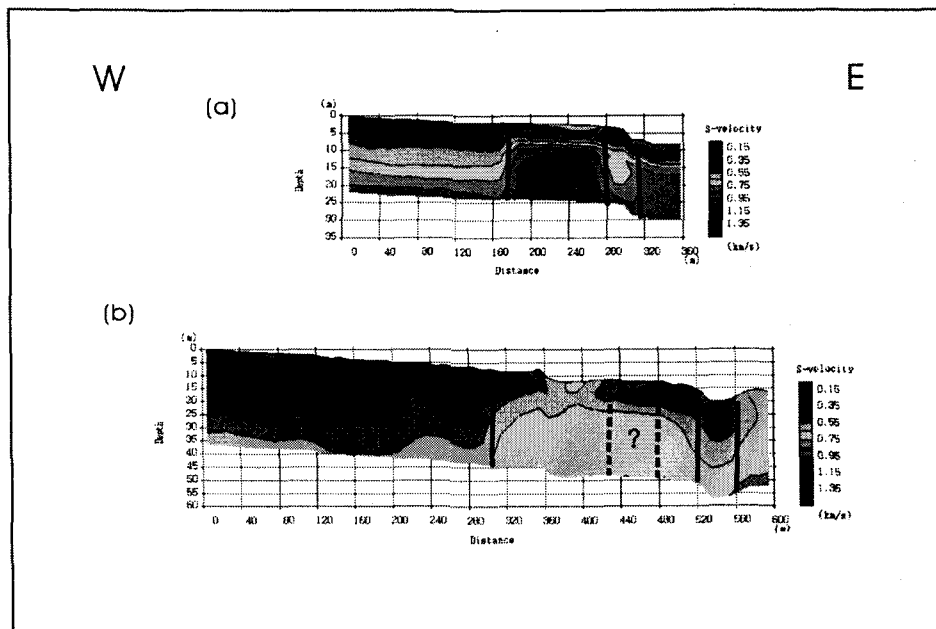 W
E
(a)
(m)
0
5
10
15
20
25
30
35
Depth
0 40 80 120 160 200 240 280 320 360
(m)
Distance
S-velocity
0.15
0.35
0.55
0.75
0.95
1.15
1.35
(km/s)
(b)
(m)
0
5
10
15
20
25
30
35
40
45
50
55
60
Depth
?
0 40 80 120 160 200 240 280 320 360 400 440 480 520 560 600
(m)
Distance
S-velocity
0.15
0.35
0.55
0.75
0.95
1.15
1.35
(km/s)